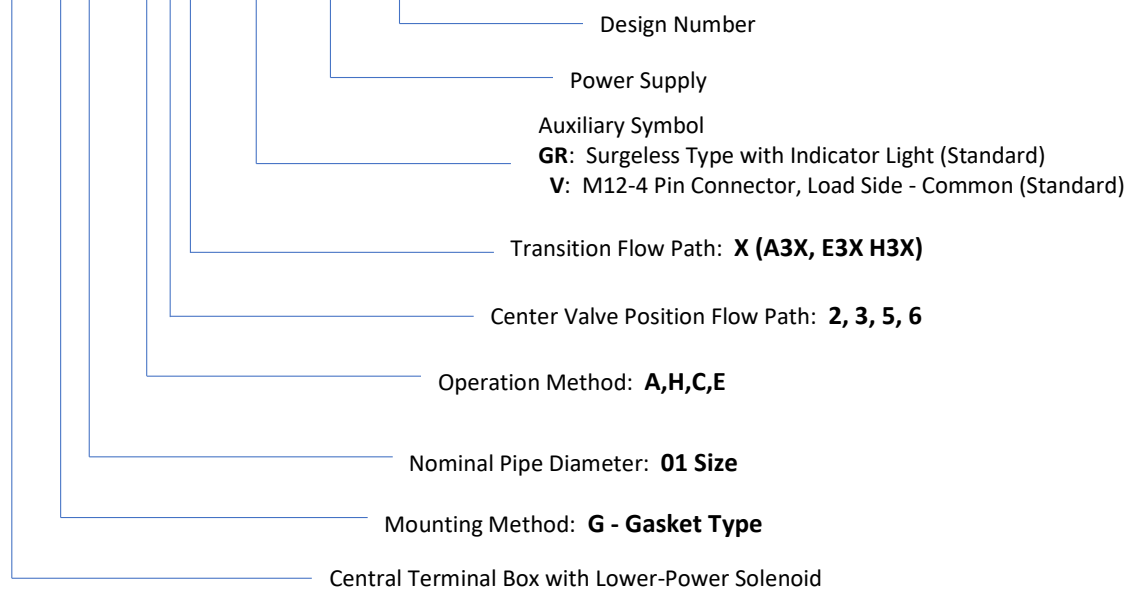 Design Number
Power Supply
Auxiliary Symbol
GR: Surgeless Type with Indicator Light (Standard)
V: M12-4 Pin Connector, Load Side - Common (Standard)
Transition Flow Path: X (A3X, E3X H3X)
Center Valve Position Flow Path: 2, 3, 5, 6
Operation Method: A,H,C,E
Nominal Pipe Diameter: 01 Size
Mounting Method: G - Gasket Type
Central Terminal Box with Lower-Power Solenoid